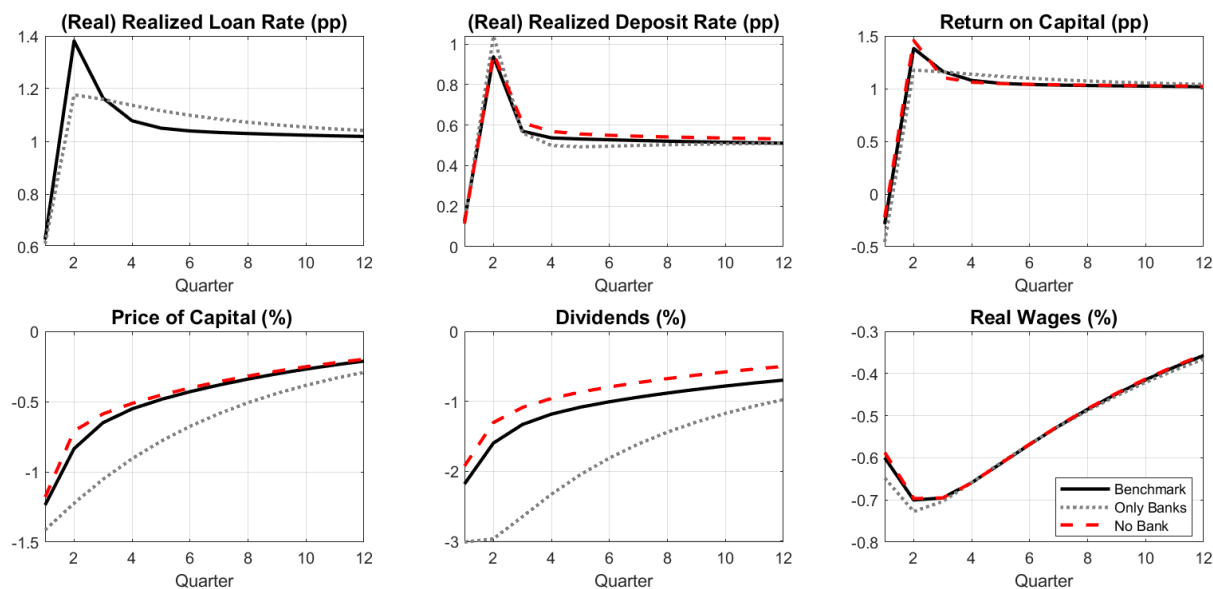 (Real) Realized Loan Rate (pp)
1.4
1.2
1
0.8
0.6
2 4 6 8 10 12
Quarter
(Real) Realized Deposit Rate (pp)
1
0.8
0.6
0.4
0.2
0
2 4 6 8 10 12
Quarter
Return on Capital (pp)
1.5
1
0.5
0
-0.5
2 4 6 8 10 12
Quarter
Price of Capital (%)
0
-0.5
-1
-1.5
2 4 6 8 10 12
Quarter
Dividends (%)
0
-1
-2
-3
2 4 6 8 10 12
Quarter
Real Wages (%)
-0.3
-0.4
-0.5
-0.6
-0.7
-0.8
Benchmark
Only Banks
No Bank
2 4 6 8 10 12
Quarter